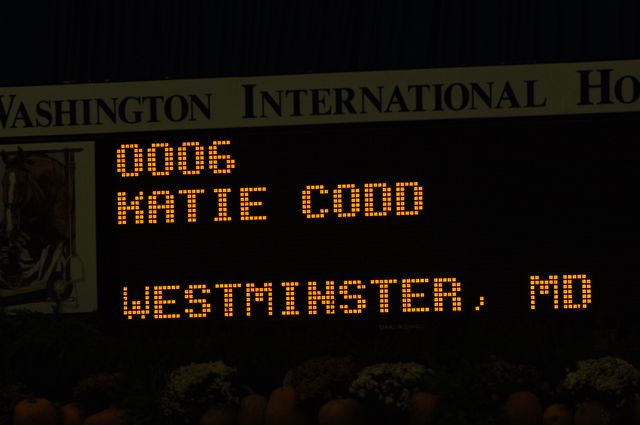 WASHINGTON INTERNATIONAL HO
0006
KATIE CODD
WESTMINSTER, MD